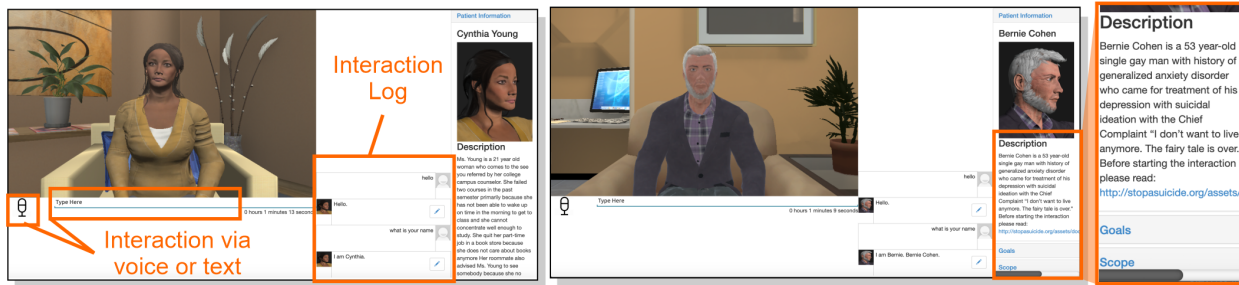 Patient Information
Cynthia Young
Interaction
Log
Description
Ms. Young is a 21 year old
woman who comes to the see
you referred by her college
campus counselor. She failed
two courses in the past
semester primarily because she
has not been able to wake up
on time in the morning to get to
class and she cannot
concentrate well enough to
study. She quit her part-time
job in a book store because
she does not care about books
anymore Her roommate also
advised Ms. Young to see
somebody because she no
hello
Hello.
what is your name
I am Cynthia.
Type Here
0 hours 1 minutes 13 second
Interaction via
voice or text
Patient Information
Bernie Cohen
Description
Bernie Cohen is a 53 year-old
single gay man with history of
generalized anxiety disorder
who came for treatment of his
depression with suicidal
ideation with the Chief
Complaint "I don't want to live
anymore. The fairy tale is over."
Before starting the interaction
please read:
http://stopasuicide.org/assets/doc
Goals
Scope
hello
Hello.
what is your name
I am Bernie. Bernie Cohen.
Type Here
0 hours 1 minutes 9 seconds
Description
Bernie Cohen is a 53 year-old
single gay man with history of
generalized anxiety disorder
who came for treatment of his
depression with suicidal
ideation with the Chief
Complaint "I don't want to live
anymore. The fairy tale is over.
Before starting the interaction
please read:
http://stopasuicide.org/assets/
Goals
Scope